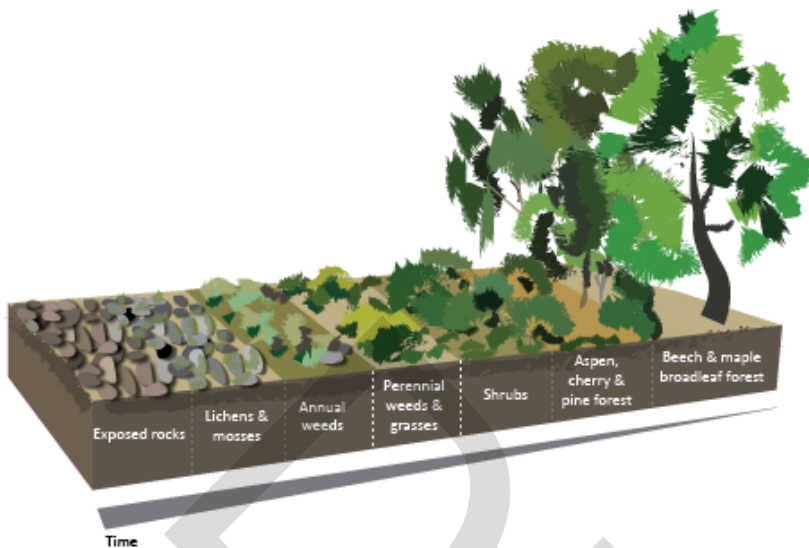 Exposed rocks
Lichens &
mosses
Annual
weeds
Perennial
weeds &
grasses
Shrubs
Aspen,
cherry &
pine forest
Beech & maple
broadleaf forest
Time